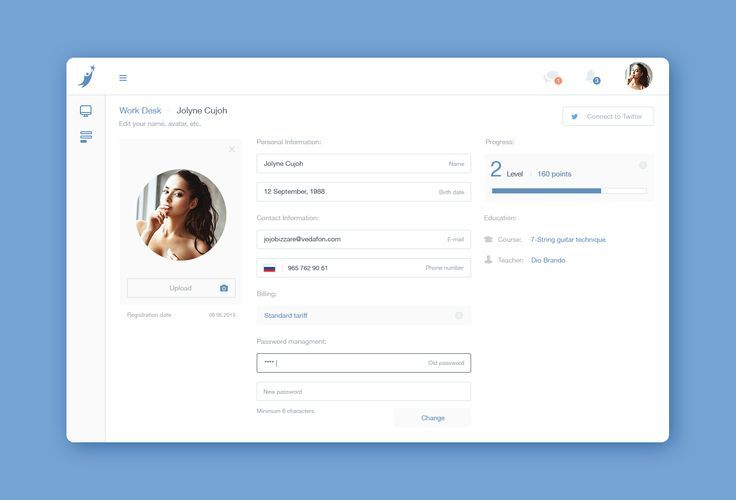 1
3
Work Desk
Jolyne Cujoh
Edit your name, avatar, etc.
Connect to Twitter
Upload
Registration date
Personal Information:
Jolyne Cujoh
Name
12 September, 1988
Birth date
Contact Information:
jojobizzare@vedafon.com
E-mail
965 762 90 61
Phone number
Billing:
Standard tariff
Password managment:
**** |
Old password
New password
Minimum 6 characters
Change
Progress:
2 Level
160 points
Education:
Course: 7-String guitar technique
Teacher: Dio Brando